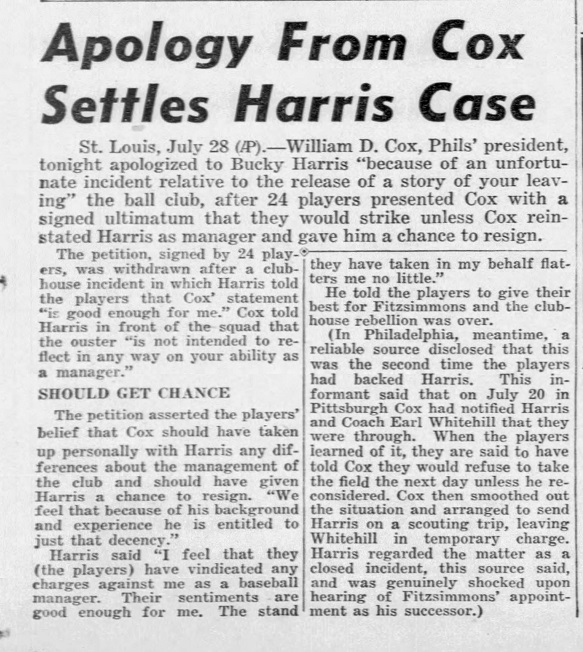 Apology From Cox
Settles Harris Case
St. Louis, July 28 (AP).—William D. Cox, Phils' president,
tonight apologized to Bucky Harris "because of an unfortu-
nate incident relative to the release of a story of your leav-
ing" the ball club, after 24 players presented Cox with a
signed ultimatum that they would strike unless Cox rein-
stated Harris as manager and gave him a chance to resign.
The petition, signed by 24 play-
ers, was withdrawn after a club-
house incident in which Harris told
the players that Cox' statement
"is good enough for me." Cox told
Harris in front of the squad that
the ouster "is not intended to re-
flect in any way on your ability as
a manager."
SHOULD GET CHANCE
The petition asserted the players'
belief that Cox should have taken
up personally with Harris any dif-
ferences about the management of
the club and should have given
Harris a chance to resign. "We
feel that because of his background
and experience he is entitled to
just that decency."
Harris said "I feel that they
(the players) have vindicated any
charges against me as a baseball
manager. Their sentiments are
good enough for me. The stand
they have taken in my behalf flat-
ters me no little."
He told the players to give their
best for Fitzsimmons and the club-
house rebellion was over.
(In Philadelphia, meantime, a
reliable source disclosed that this
was the second time the players
had backed Harris. This in-
formant said that on July 20 in
Pittsburgh Cox had notified Harris
and Coach Earl Whitehill that they
were through. When the players
learned of it, they are said to have
told Cox they would refuse to take
the field the next day unless he re-
considered. Cox then smoothed out
the situation and arranged to send
Harris on a scouting trip, leaving
Whitehill in temporary charge.
Harris regarded the matter as a
closed incident, this source said,
and was genuinely shocked upon
hearing of Fitzsimmons' appoint-
ment as his successor.)